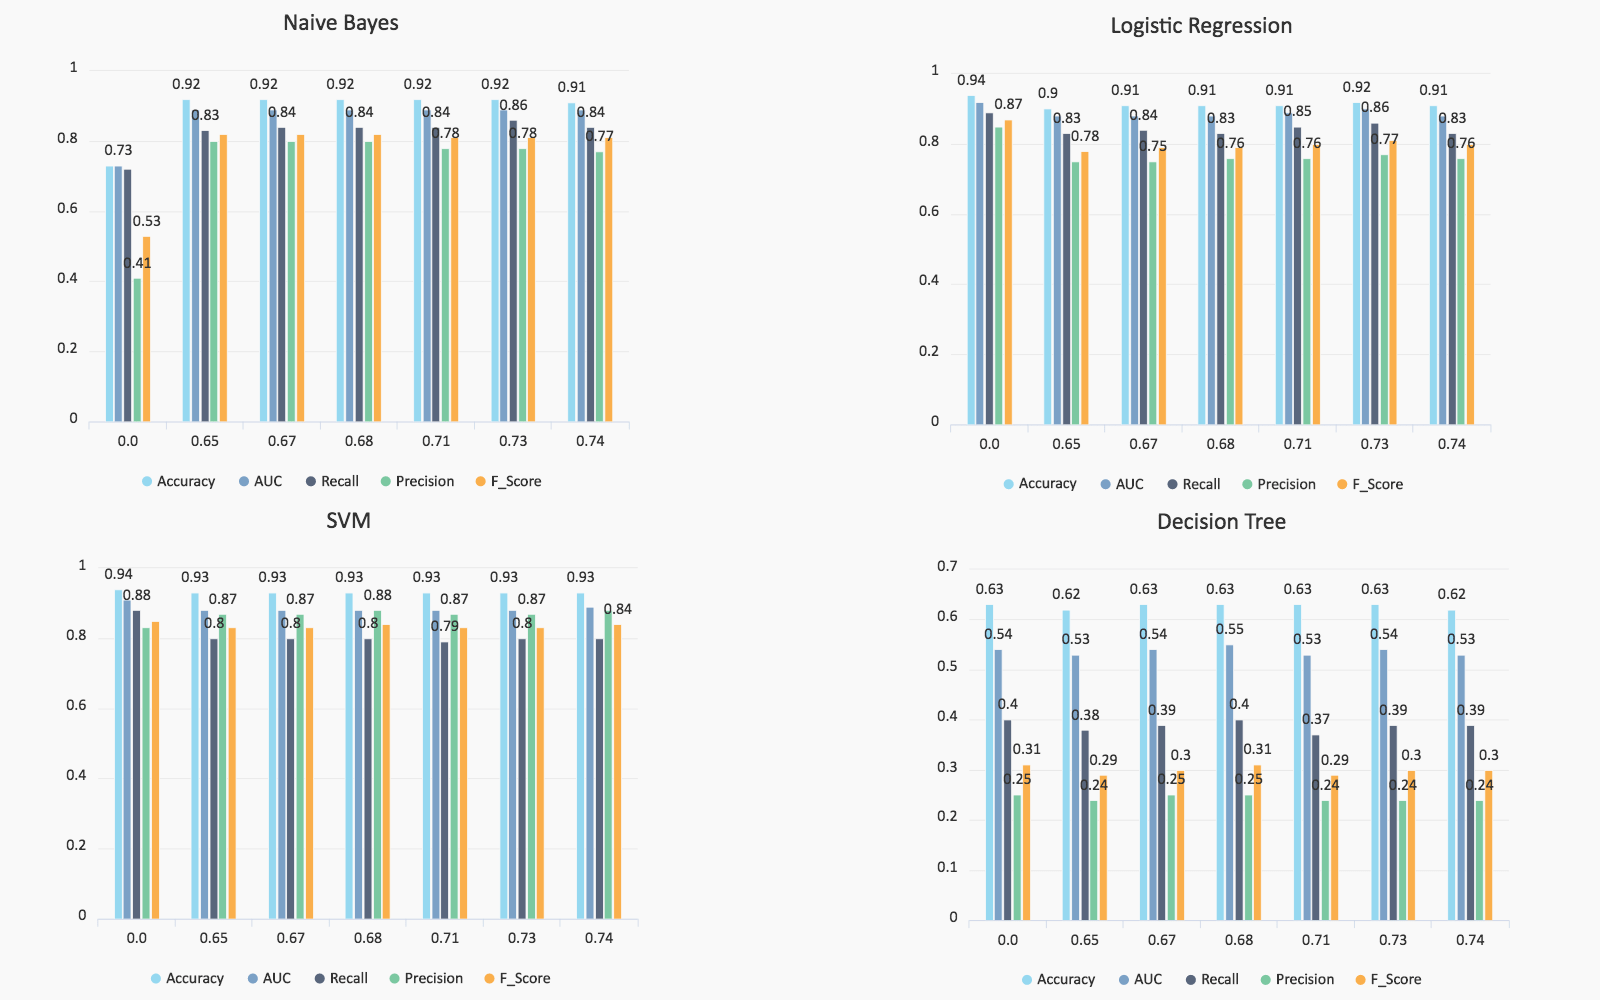 Naive Bayes
1
0.92 0.92 0.92 0.92 0.92 0.91
0.83 0.84 0.84 0.84 0.86 0.84
0.8
0.78 0.78 0.77
0.73
0.6
0.53
0.41
0.4
0.2
0
0.0 0.65 0.67 0.68 0.71 0.73 0.74
Accuracy AUC Recall Precision F_Score
Logistic Regression
1
0.94 0.9 0.91 0.91 0.91 0.92 0.91
0.87 0.83 0.84 0.83 0.85 0.86 0.83
0.8
0.78 0.75 0.76 0.76 0.77 0.76
0.6
0.4
0.2
0
0.0 0.65 0.67 0.68 0.71 0.73 0.74
Accuracy AUC Recall Precision F_Score
SVM
1
0.94 0.93 0.93 0.93 0.93 0.93 0.93
0.88 0.87 0.87 0.88 0.87 0.87 0.84
0.8 0.8 0.8 0.79 0.8
0.8
0.6
0.4
0.2
0
0.0 0.65 0.67 0.68 0.71 0.73 0.74
Accuracy AUC Recall Precision F_Score
Decision Tree
0.7
0.63 0.62 0.63 0.63 0.63 0.63 0.62
0.6
0.54 0.53 0.54 0.55 0.53 0.54 0.53
0.5
0.4 0.38 0.39 0.4 0.37 0.39 0.39
0.4
0.31 0.29 0.3 0.31 0.29 0.3 0.3
0.3
0.25 0.24 0.25 0.25 0.24 0.24 0.24
0.2
0.1
0
0.0 0.65 0.67 0.68 0.71 0.73 0.74
Accuracy AUC Recall Precision F_Score